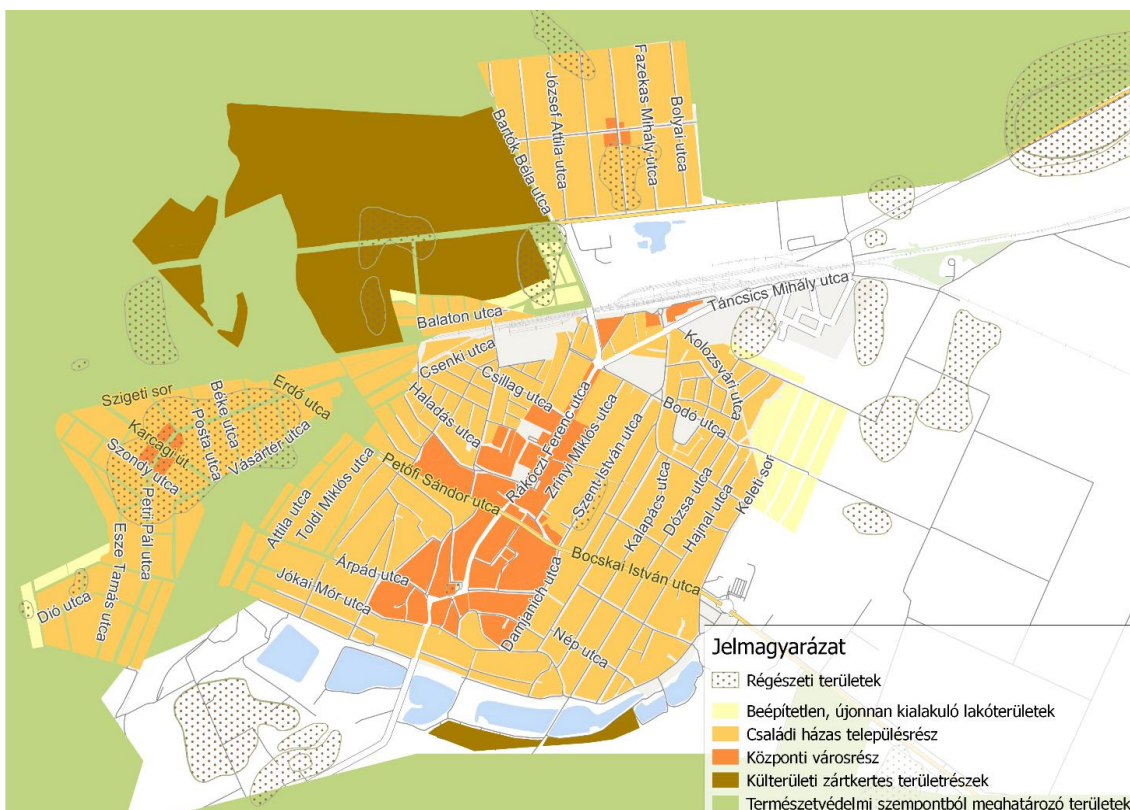 Bartók Béla utca
József Attila utca
Fazekas Mihály utca
Bolyai utca
Táncsics Mihály utca
Balaton utca
Csenki utca
Csillag utca
Haladás utca
Kolozsvári utca
Bodó utca
Szigeti sor
Erdő utca
Béke utca
Posta utca
Karcagi út
Vásártér utca
Szondy utca
Petri Pál utca
Esze Tamás utca
Dió utca
Attila utca
Toldi Miklós utca
Petőfi Sándor utca
Rákóczi Ferenc utca
Zrínyi Miklós utca
Szent István utca
Kalapács utca
Dózsa utca
Hajnal utca
Keleti sor
Bocskai István utca
Árpád utca
Jókai Mór utca
Damjanich utca
Nép utca
Jelmagyarázat
Régészeti területek
Beépítetlen, újonnan kialakuló lakóterületek
Családi házas településrész
Központi városrész
Külterületi zártkertes területrészek
Természetvédelmi szempontból meghatározó területek